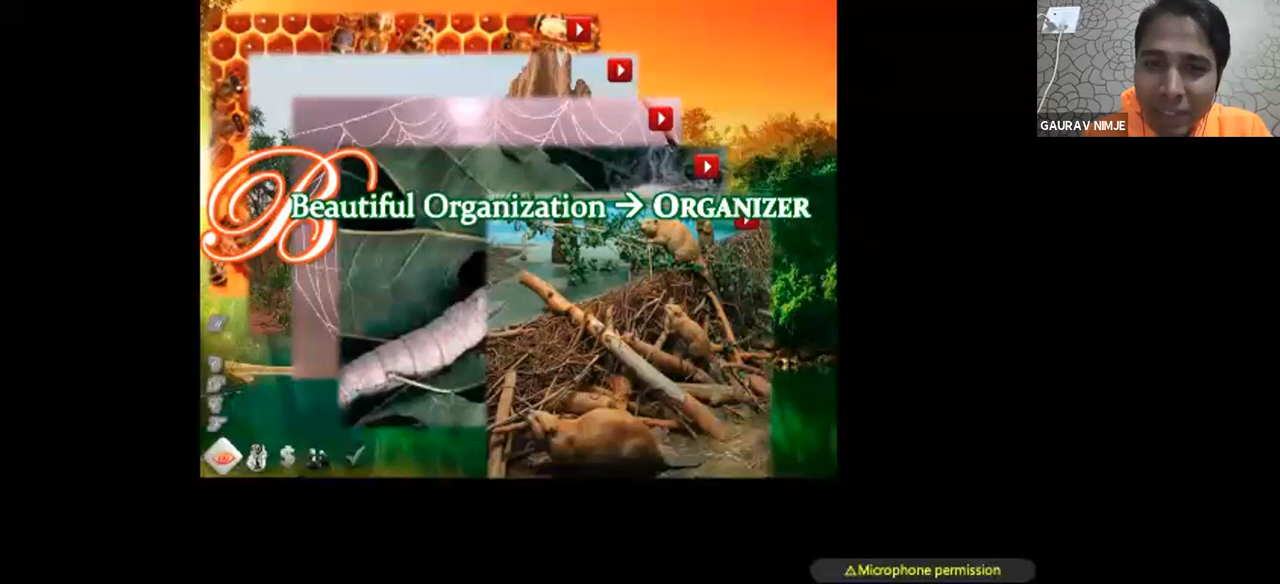 Beautiful Organization → ORGANIZER
GAURAV NIMJE
⚠Microphone permission